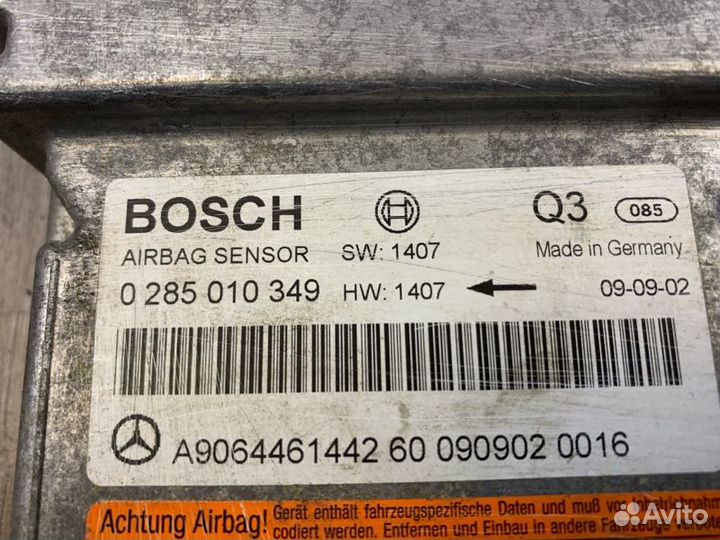 BOSCH
Q3 085
AIRBAG SENSOR SW: 1407 Made in Germany
0 285 010 349 HW: 1407 09-09-02
A9064461442 60 090902 0016
Achtung Airbag! Gerät enthält fahrzeugspezifische Daten und muß vor
codiert werden. Entfernen und Einbau in andere Fahrzeuge
Avito